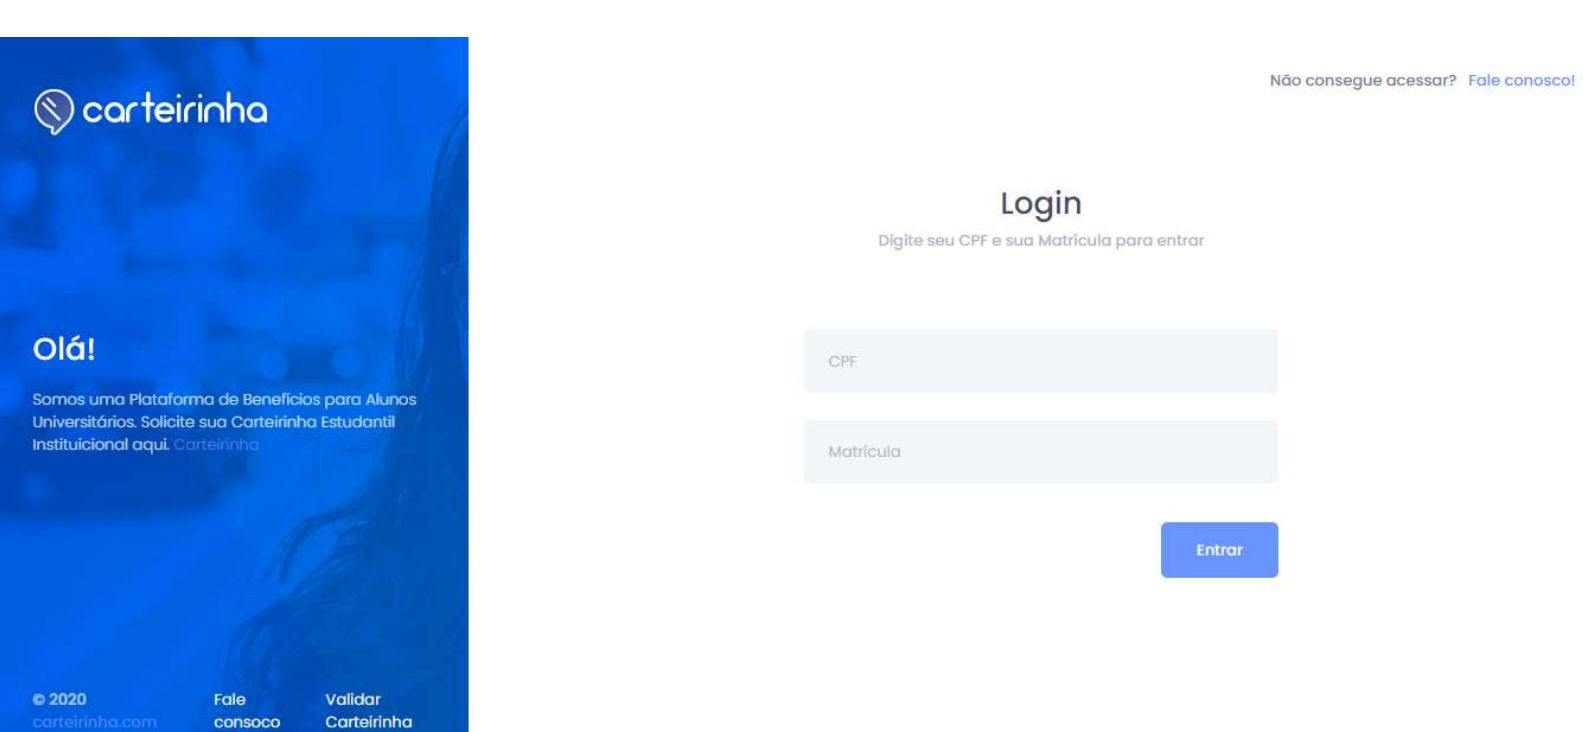 carteirinha
Não consegue acessar? Fale conosco!
Login
Digite seu CPF e sua Matrícula para entrar
CPF
Matrícula
Entrar
Olá!
Somos uma Plataforma de Benefícios para Alunos
Universitários. Solicite sua Carteirinha Estudantil
Instituicional aqui. Carteirinha
© 2020
carteirinha.com
Fale
consoco
Validar
Carteirinha